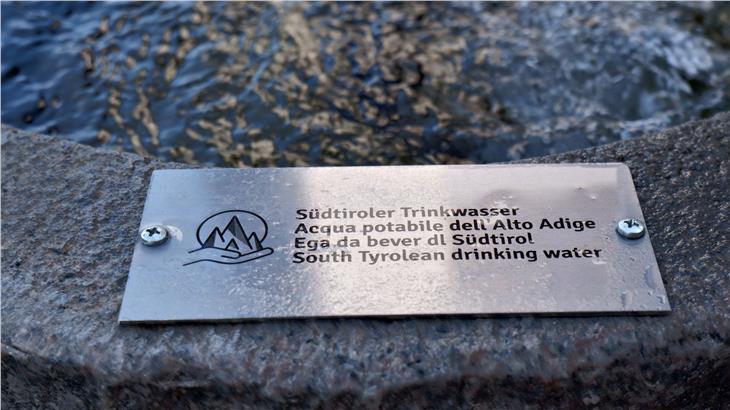 Südtiroler Trinkwasser
Acqua potabile dell'Alto Adige
Ega da bever dl Südtirol
South Tyrolean drinking water